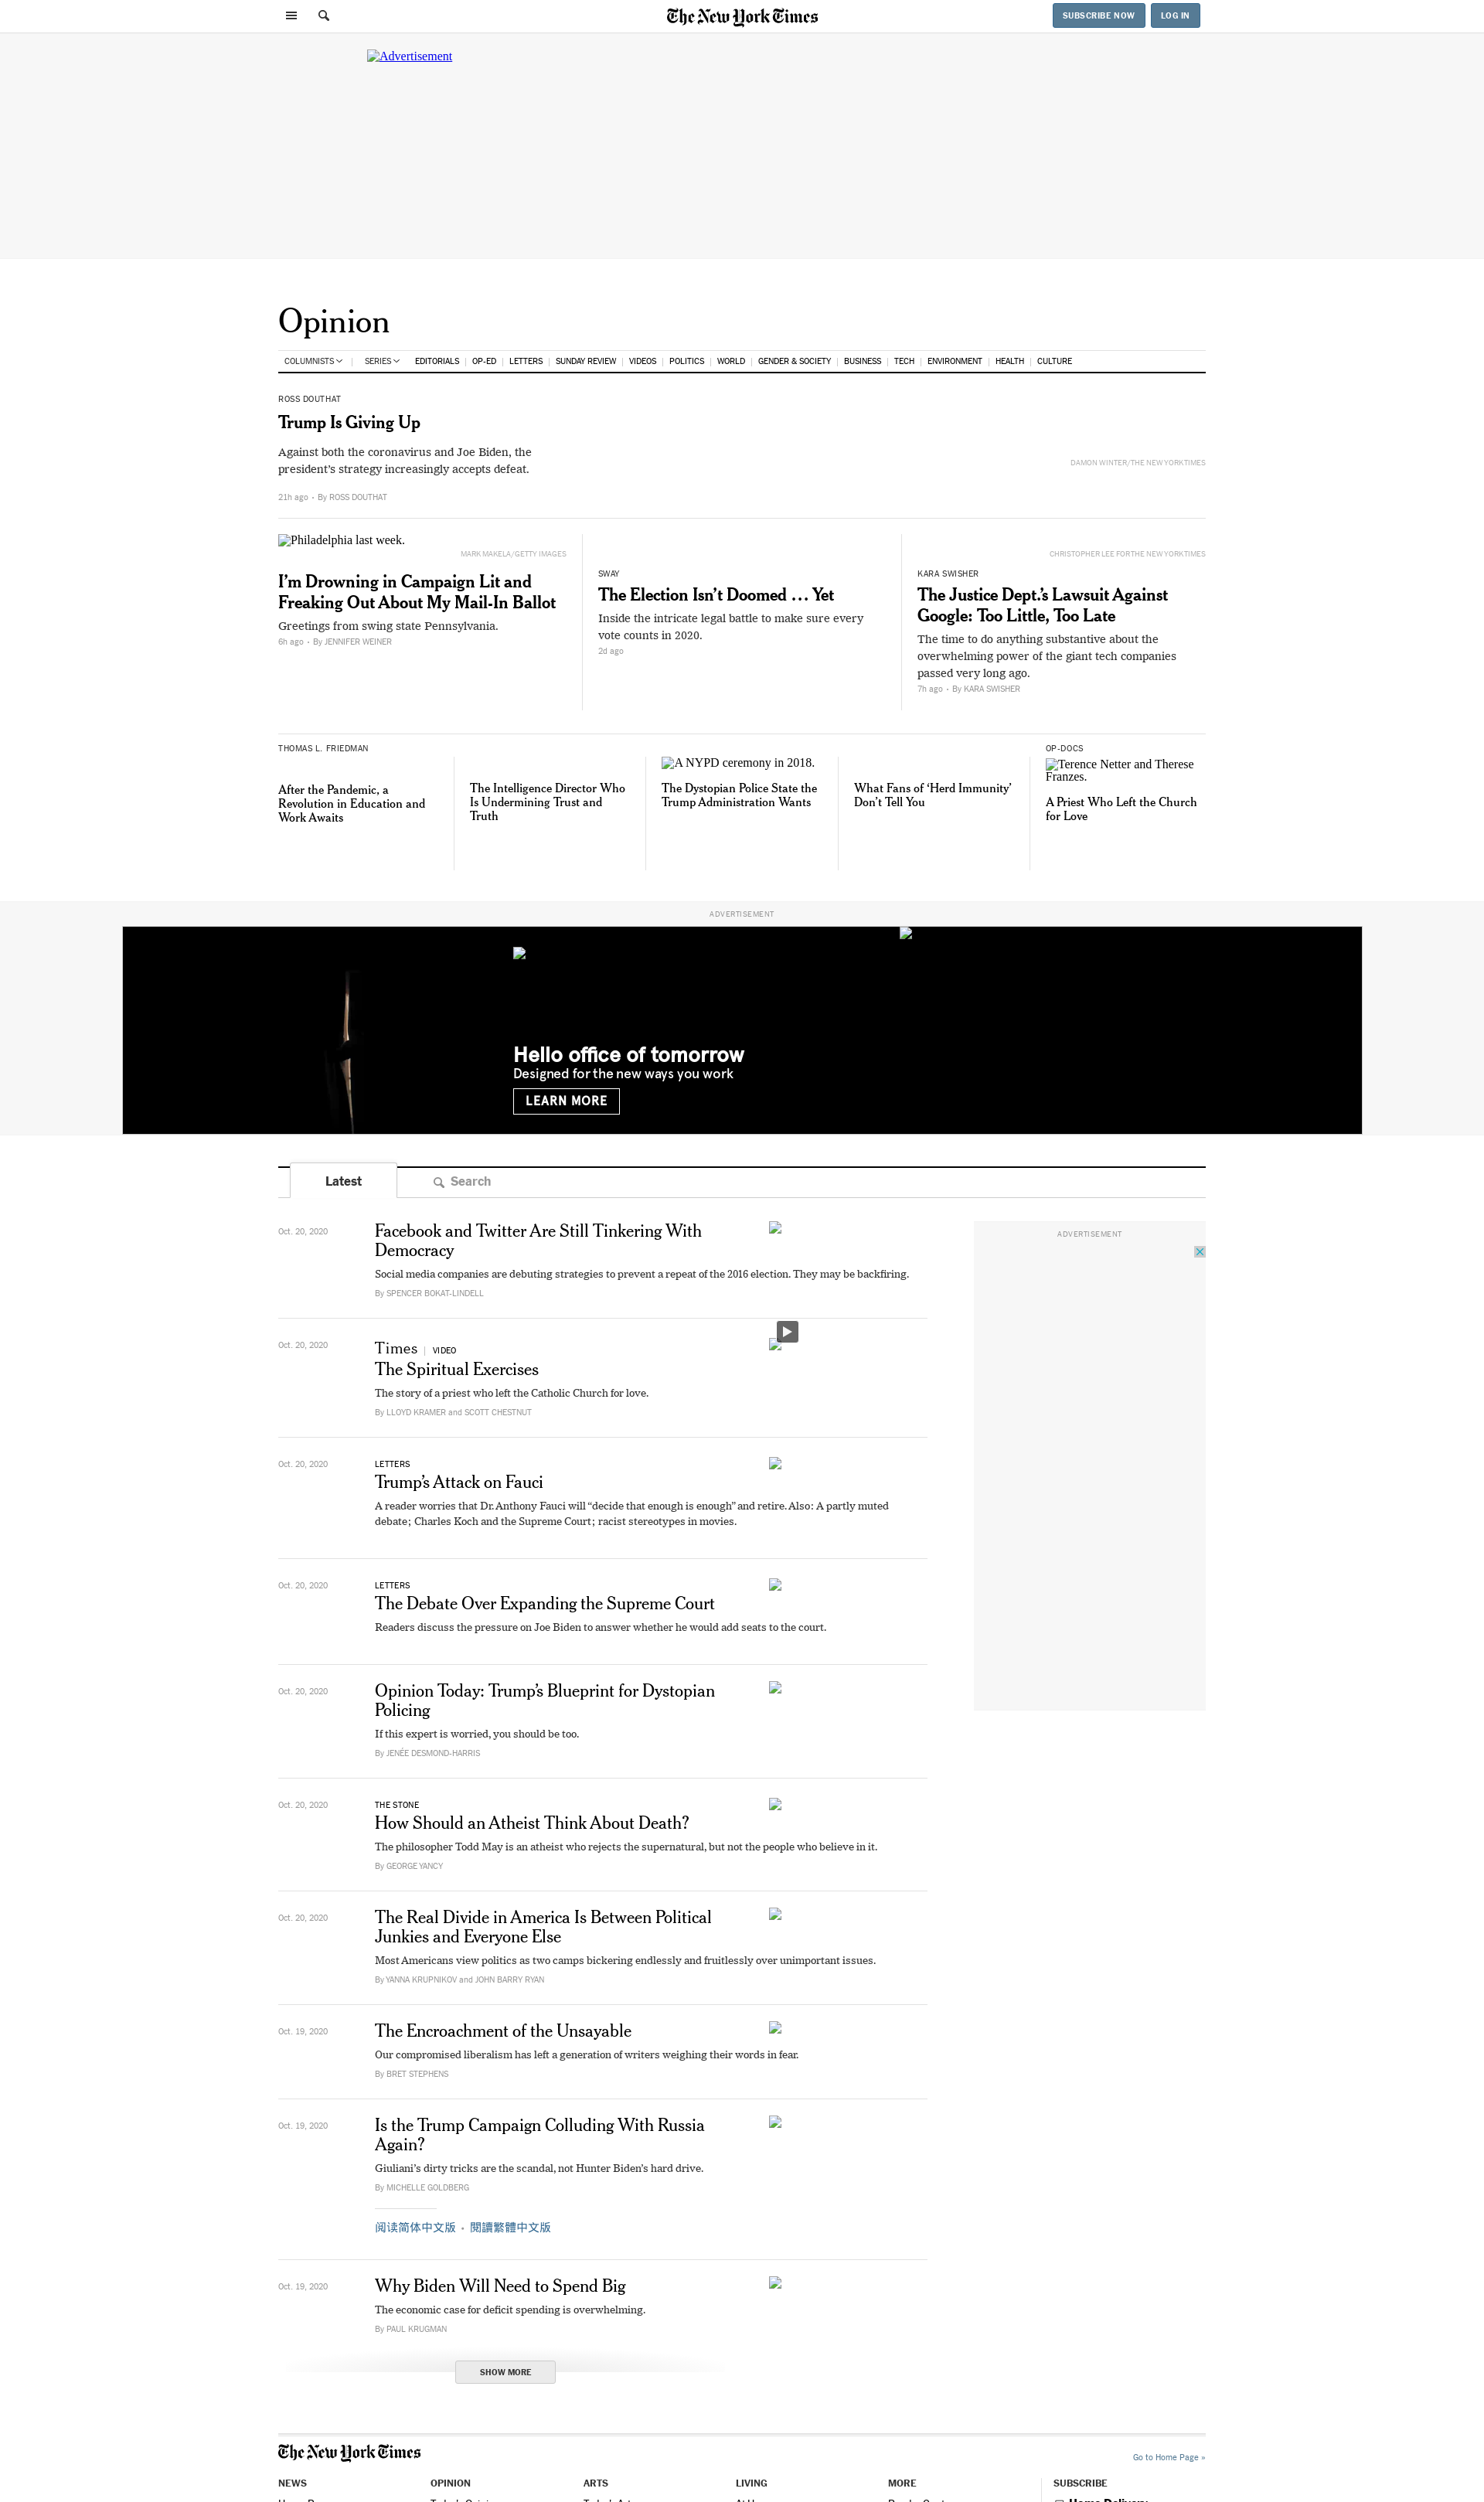 The New York Times
SUBSCRIBE NOW
LOG IN
Advertisement
Opinion
COLUMNISTS
SERIES
EDITORIALS
OP-ED
LETTERS
SUNDAY REVIEW
VIDEOS
POLITICS
WORLD
GENDER & SOCIETY
BUSINESS
TECH
ENVIRONMENT
HEALTH
CULTURE
ROSS DOUTHAT
Trump Is Giving Up
Against both the coronavirus and Joe Biden, the
president's strategy increasingly accepts defeat.
21h ago • By ROSS DOUTHAT
DAMON WINTER/THE NEW YORK TIMES
Philadelphia last week.
MARK MAKELA/GETTY IMAGES
I'm Drowning in Campaign Lit and
Freaking Out About My Mail-In Ballot
Greetings from swing state Pennsylvania.
6h ago • By JENNIFER WEINER
SWAY
The Election Isn't Doomed … Yet
Inside the intricate legal battle to make sure every
vote counts in 2020.
2d ago
CHRISTOPHER LEE FOR THE NEW YORK TIMES
KARA SWISHER
The Justice Dept.'s Lawsuit Against
Google: Too Little, Too Late
The time to do anything substantive about the
overwhelming power of the giant tech companies
passed very long ago.
7h ago • By KARA SWISHER
THOMAS L. FRIEDMAN
After the Pandemic, a
Revolution in Education and
Work Awaits
The Intelligence Director Who
Is Undermining Trust and
Truth
A NYPD ceremony in 2018.
The Dystopian Police State the
Trump Administration Wants
What Fans of 'Herd Immunity'
Don't Tell You
OP-DOCS
Terence Netter and Therese
Franzes.
A Priest Who Left the Church
for Love
ADVERTISEMENT
Hello office of tomorrow
Designed for the new ways you work
LEARN MORE
Latest
Search
ADVERTISEMENT
Oct. 20, 2020
Facebook and Twitter Are Still Tinkering With
Democracy
Social media companies are debuting strategies to prevent a repeat of the 2016 election. They may be backfiring.
By SPENCER BOKAT-LINDELL
Oct. 20, 2020
Times | VIDEO
The Spiritual Exercises
The story of a priest who left the Catholic Church for love.
By LLOYD KRAMER and SCOTT CHESTNUT
Oct. 20, 2020
LETTERS
Trump's Attack on Fauci
A reader worries that Dr. Anthony Fauci will “decide that enough is enough” and retire. Also: A partly muted
debate; Charles Koch and the Supreme Court; racist stereotypes in movies.
Oct. 20, 2020
LETTERS
The Debate Over Expanding the Supreme Court
Readers discuss the pressure on Joe Biden to answer whether he would add seats to the court.
Oct. 20, 2020
Opinion Today: Trump's Blueprint for Dystopian
Policing
If this expert is worried, you should be too.
By JENÉE DESMOND-HARRIS
Oct. 20, 2020
THE STONE
How Should an Atheist Think About Death?
The philosopher Todd May is an atheist who rejects the supernatural, but not the people who believe in it.
By GEORGE YANCY
Oct. 20, 2020
The Real Divide in America Is Between Political
Junkies and Everyone Else
Most Americans view politics as two camps bickering endlessly and fruitlessly over unimportant issues.
By YANNA KRUPNIKOV and JOHN BARRY RYAN
Oct. 19, 2020
The Encroachment of the Unsayable
Our compromised liberalism has left a generation of writers weighing their words in fear.
By BRET STEPHENS
Oct. 19, 2020
Is the Trump Campaign Colluding With Russia
Again?
Giuliani's dirty tricks are the scandal, not Hunter Biden's hard drive.
By MICHELLE GOLDBERG
阅读简体中文版 • 閱讀繁體中文版
Oct. 19, 2020
Why Biden Will Need to Spend Big
The economic case for deficit spending is overwhelming.
By PAUL KRUGMAN
SHOW MORE
The New York Times
Go to Home Page »
NEWS
OPINION
ARTS
LIVING
MORE
SUBSCRIBE